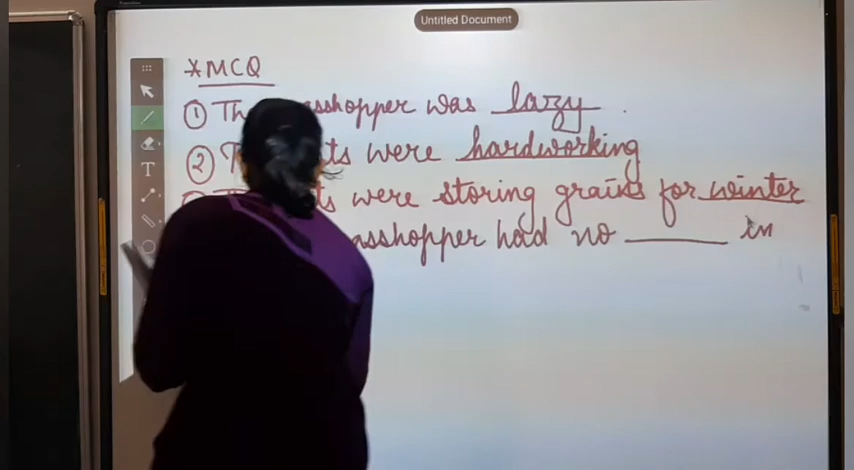 Untitled Document
*MCQ
① Th asshopper was lazy .
② T ts were hardworking
ts were storing grains for winter
asshopper had no ______ in